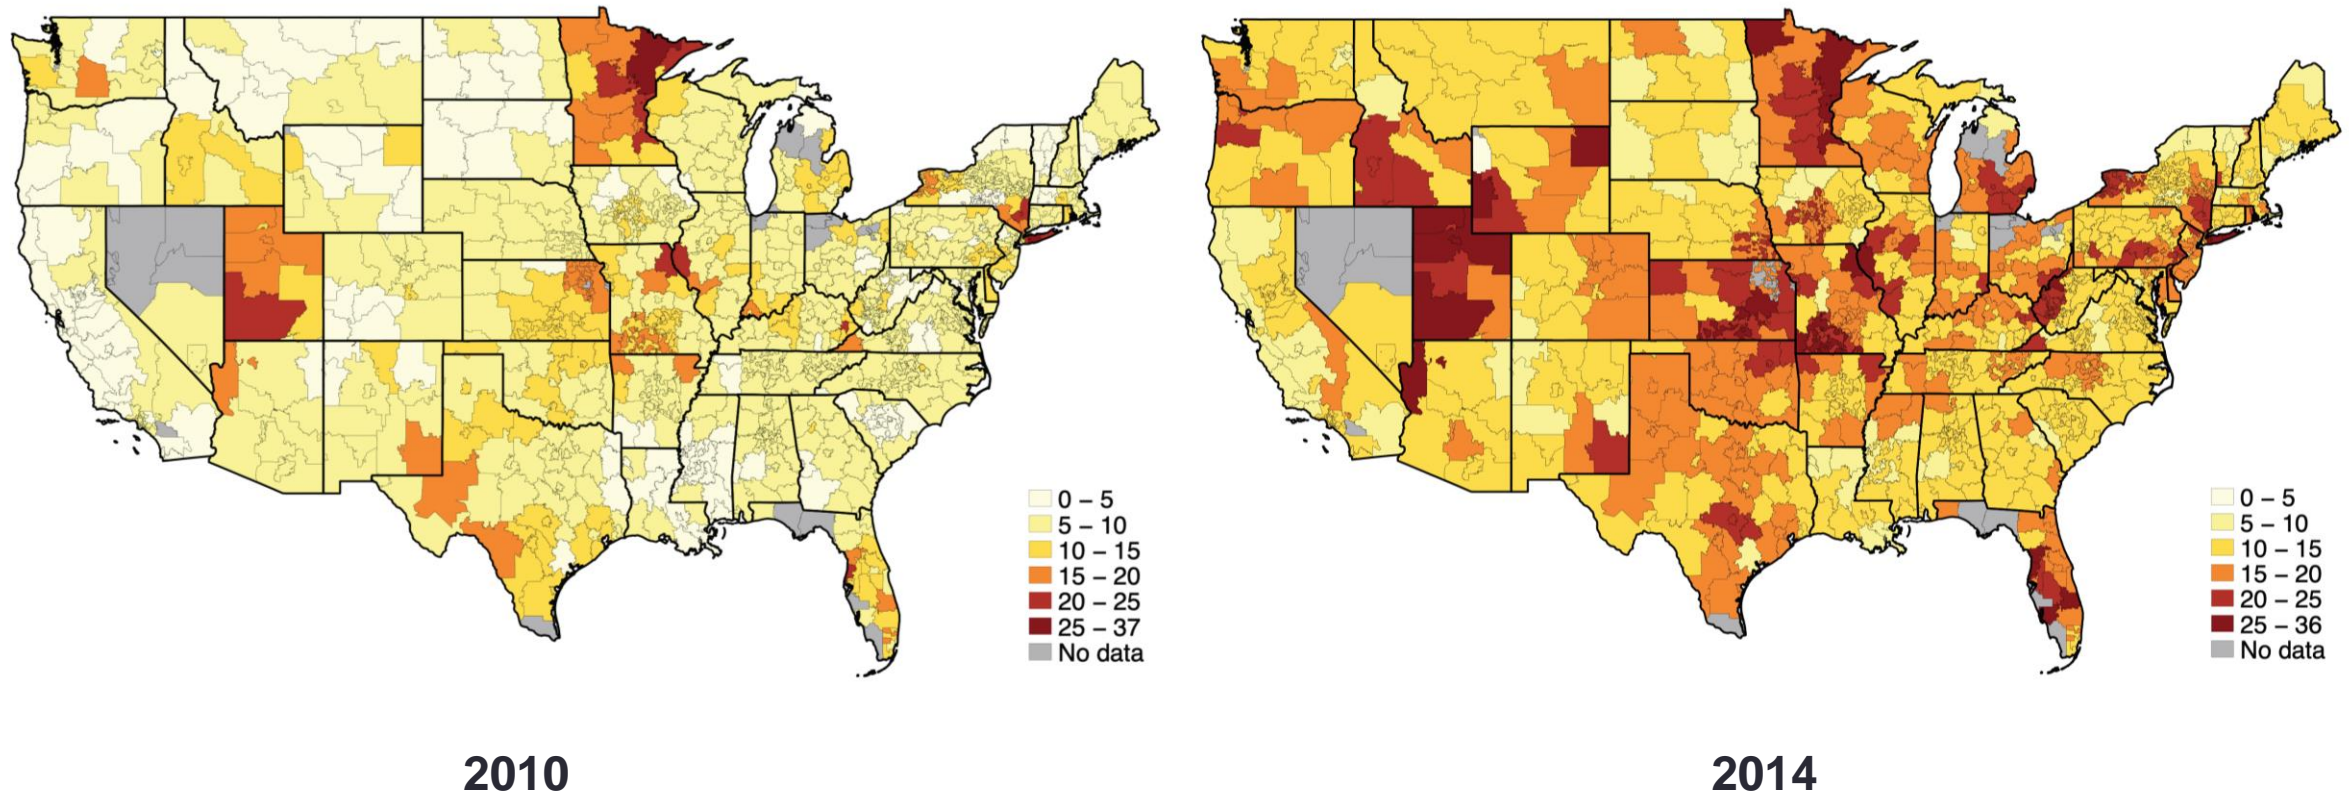 0 – 5
5 – 10
10 – 15
15 – 20
20 – 25
25 – 37
No data
0 – 5
5 – 10
10 – 15
15 – 20
20 – 25
25 – 36
No data
2010
2014